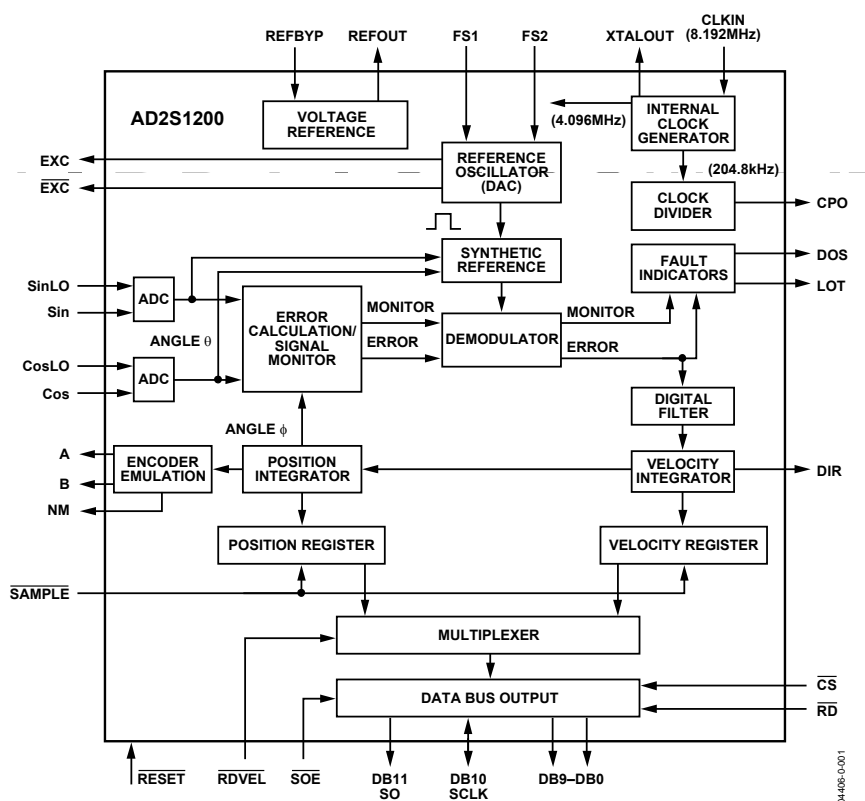 REFBYP REFOUT FS1 FS2 XTALOUT CLKIN
(8.192MHz)
AD2S1200
VOLTAGE
REFERENCE
(4.096MHz)
INTERNAL
CLOCK
GENERATOR
EXC
EXC
REFERENCE
OSCILLATOR
(DAC)
(204.8kHz)
CLOCK
DIVIDER
CPO
SYNTHETIC
REFERENCE
FAULT
INDICATORS
DOS
LOT
SinLO
Sin
ADC
ANGLE θ
ERROR
CALCULATION/
SIGNAL
MONITOR
MONITOR
ERROR
DEMODULATOR
MONITOR
ERROR
CosLO
Cos
ADC
DIGITAL
FILTER
ANGLE ϕ
A
B
NM
ENCODER
EMULATION
POSITION
INTEGRATOR
VELOCITY
INTEGRATOR
DIR
POSITION REGISTER
VELOCITY REGISTER
SAMPLE
MULTIPLEXER
DATA BUS OUTPUT
CS
RD
RESET RDVEL SOE DB11
SO
DB10
SCLK
DB9–DB0
04406-0-001